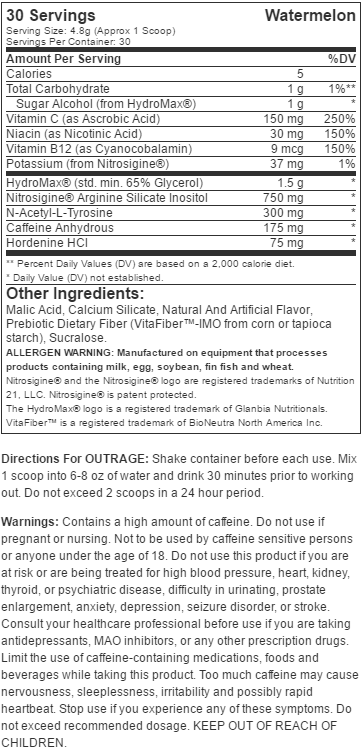 30 Servings Watermelon
Serving Size: 4.8g (Approx 1 Scoop)
Servings Per Container: 30
Amount Per Serving %DV
Calories 5
Total Carbohydrate 1 g 1%**
Sugar Alcohol (from HydroMax®) 1 g *
Vitamin C (as Ascorbic Acid) 150 mg 250%
Niacin (as Nicotinic Acid) 30 mg 150%
Vitamin B12 (as Cyanocobalamin) 9 mcg 150%
Potassium (from Nitrosigine®) 37 mg 1%
HydroMax® (std. min. 65% Glycerol) 1.5 g *
Nitrosigine® Arginine Silicate Inositol 750 mg *
N-Acetyl-L-Tyrosine 300 mg *
Caffeine Anhydrous 175 mg *
Hordenine HCl 75 mg *
** Percent Daily Values (DV) are based on a 2,000 calorie diet.
* Daily Value (DV) not established.
Other Ingredients:
Malic Acid, Calcium Silicate, Natural And Artificial Flavor,
Prebiotic Dietary Fiber (VitaFiber™-IMO from corn or tapioca
starch), Sucralose.
ALLERGEN WARNING: Manufactured on equipment that processes
products containing milk, egg, soybean, fin fish and wheat.
Nitrosigine® and the Nitrosigine® logo are registered trademarks of Nutrition
21, LLC. Nitrosigine® is patent protected.
The HydroMax® logo is a registered trademark of Glanbia Nutritionals.
VitaFiber™ is a registered trademark of BioNeutra North America Inc.
Directions For OUTRAGE: Shake container before each use. Mix
1 scoop into 6-8 oz of water and drink 30 minutes prior to working
out. Do not exceed 2 scoops in a 24 hour period.
Warnings: Contains a high amount of caffeine. Do not use if
pregnant or nursing. Not to be used by caffeine sensitive persons
or anyone under the age of 18. Do not use this product if you are
at risk or are being treated for high blood pressure, heart, kidney,
thyroid, or psychiatric disease, difficulty in urinating, prostate
enlargement, anxiety, depression, seizure disorder, or stroke.
Consult your healthcare professional before use if you are taking
antidepressants, MAO inhibitors, or any other prescription drugs.
Limit the use of caffeine-containing medications, foods and
beverages while taking this product. Too much caffeine may cause
nervousness, sleeplessness, irritability and possibly rapid
heartbeat. Stop use if you experience any of these symptoms. Do
not exceed recommended dosage. KEEP OUT OF REACH OF
CHILDREN.